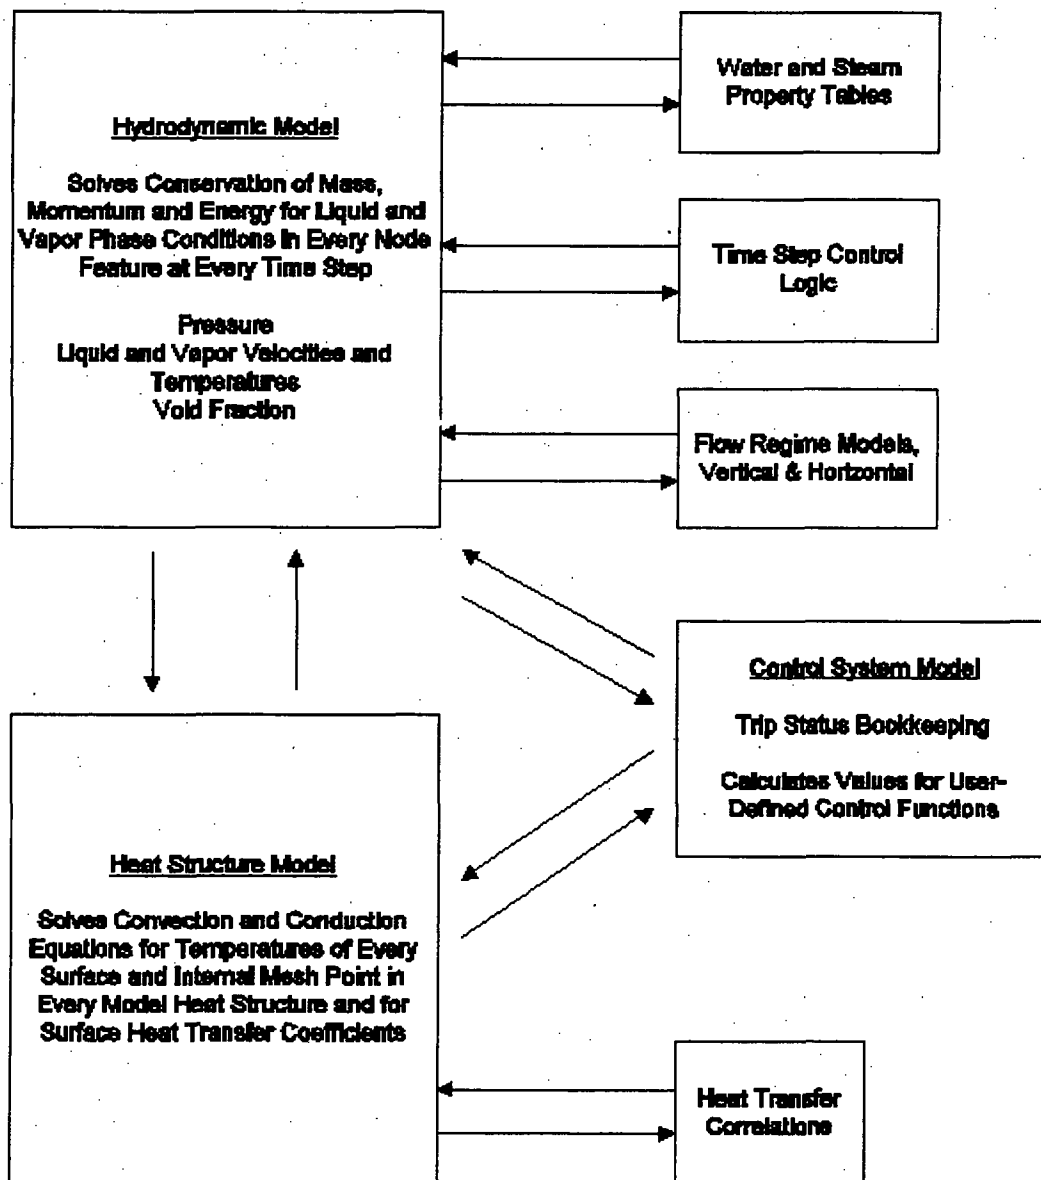 Hydrodynamic Model
Solves Conservation of Mass,
Momentum and Energy for Liquid and
Vapor Phase Conditions in Every Node
Feature at Every Time Step
Pressure
Liquid and Vapor Velocities and
Temperatures
Void Fraction
Water and Steam
Property Tables
Time Step Control
Logic
Flow Regime Models,
Vertical & Horizontal
Control System Model
Trip Status Bookkeeping
Calculates Values for User-
Defined Control Functions
Heat Structure Model
Solves Convection and Conduction
Equations for Temperatures of Every
Surface and Internal Mesh Point in
Every Model Heat Structure and for
Surface Heat Transfer Coefficients
Heat Transfer
Correlations